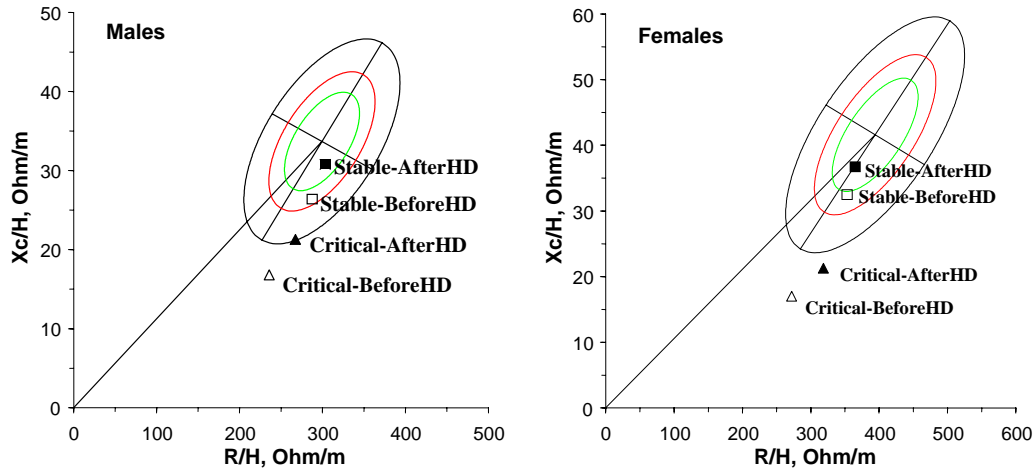 Males
Xc/H, Ohm/m
50
40
30
20
10
0
Stable-AfterHD
Stable-BeforeHD
Critical-AfterHD
Critical-BeforeHD
0 100 200 300 400 500
R/H, Ohm/m
Females
Xc/H, Ohm/m
60
50
40
30
20
10
0
Stable-AfterHD
Stable-BeforeHD
Critical-AfterHD
Critical-BeforeHD
0 100 200 300 400 500 600
R/H, Ohm/m